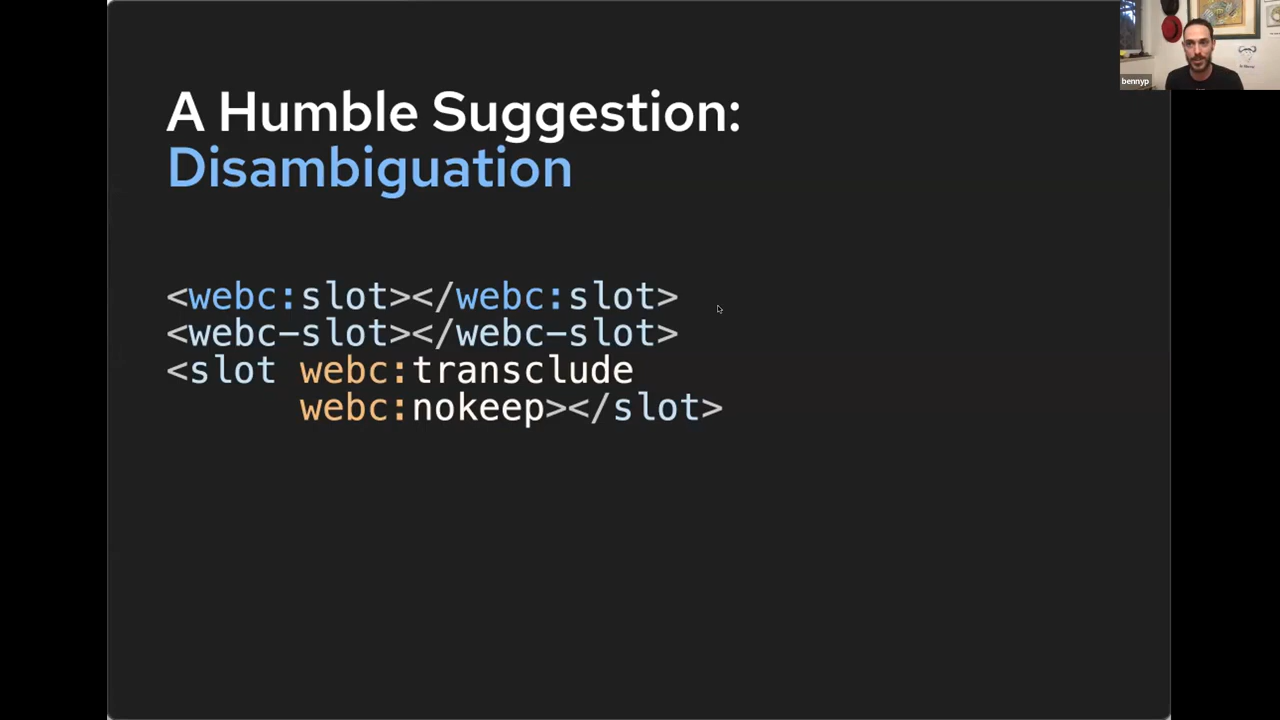 A Humble Suggestion:
Disambiguation
<webc:slot></webc:slot>
<webc-slot></webc-slot>
<slot webc:transclude
webc:nokeep></slot>
bennyp